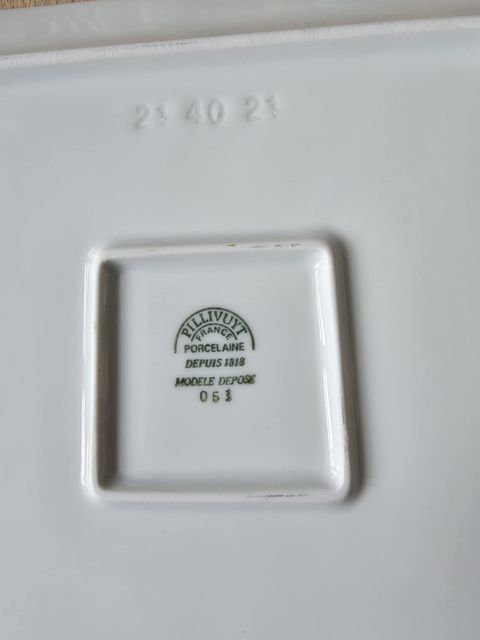 21 40 21
PILLIVUYT
FRANCE
PORCELAINE
DEPUIS 1818
MODELE DEPOSE